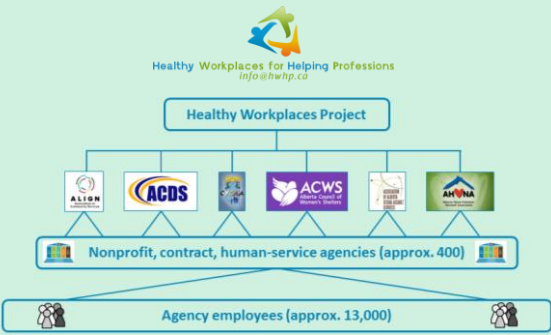 Healthy Workplaces for Helping Professions
info@hwhp.ca
Healthy Workplaces Project
ALIGN
ACDS
ACWS
Alberta Council of
Women's Shelters
AHVNA
Nonprofit, contract, human-service agencies (approx. 400)
Agency employees (approx. 13,000)